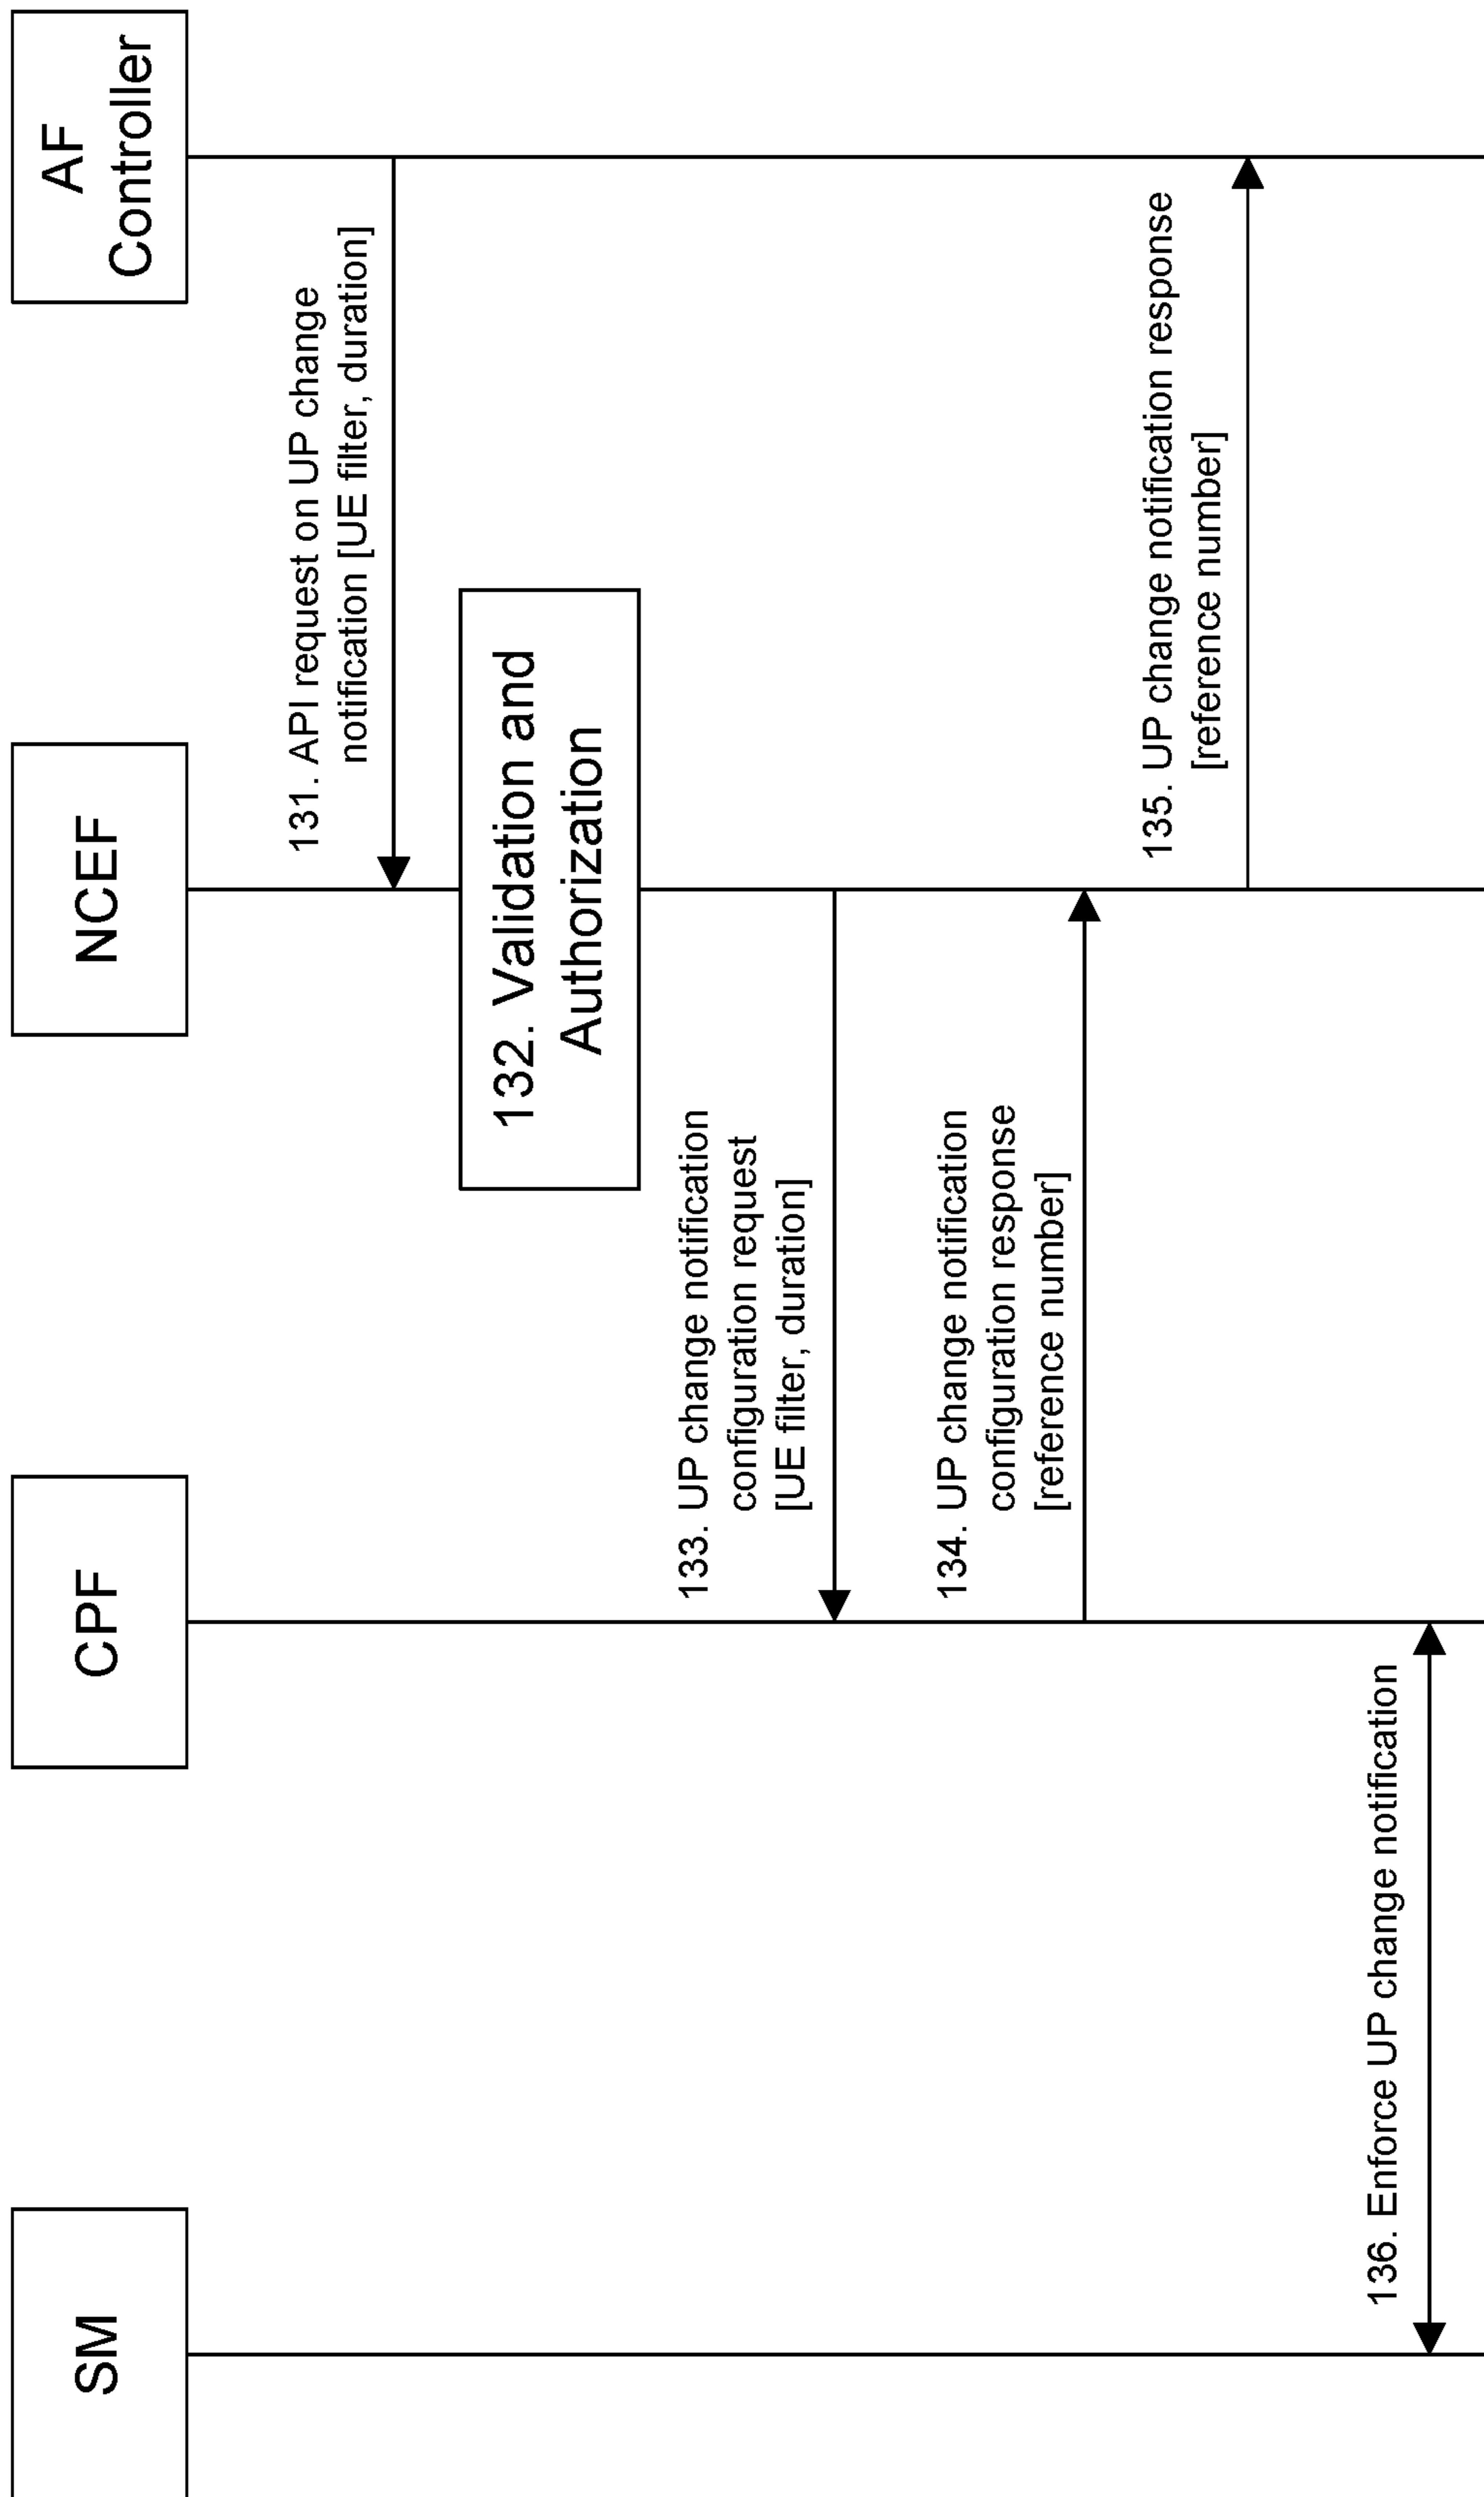 SM
CPF
NCEF
AF
Controller
131. API request on UP change
notification [UE filter, duration]
132. Validation and
Authorization
133. UP change notification
configuration request
[UE filter, duration]
134. UP change notification
configuration response
[reference number]
135. UP change notification response
[reference number]
136. Enforce UP change notification